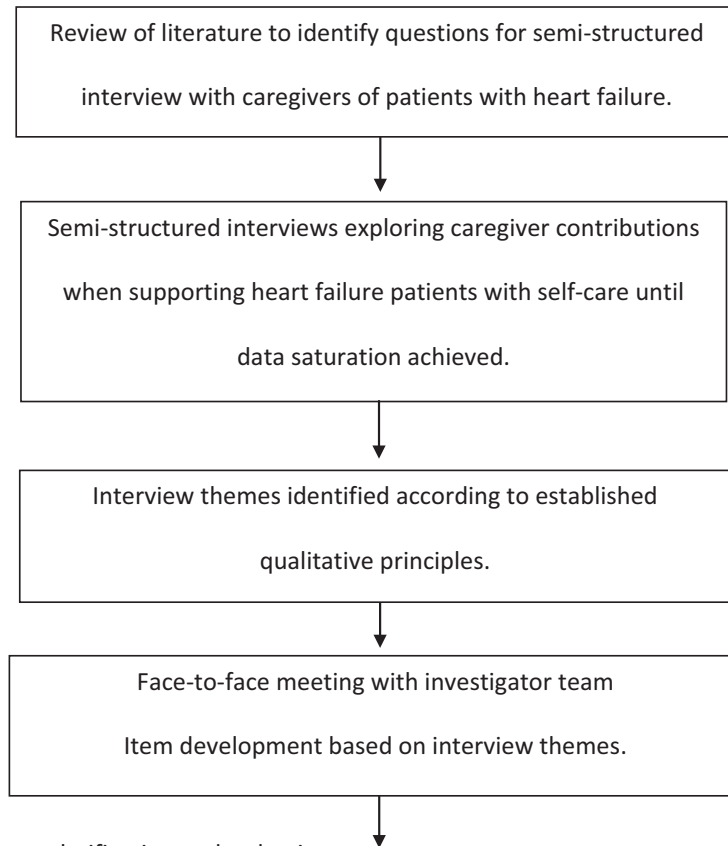 Review of literature to identify questions for semi-structured
interview with caregivers of patients with heart failure.
Semi-structured interviews exploring caregiver contributions
when supporting heart failure patients with self-care until
data saturation achieved.
Interview themes identified according to established
qualitative principles.
Face-to-face meeting with investigator team
Item development based on interview themes.